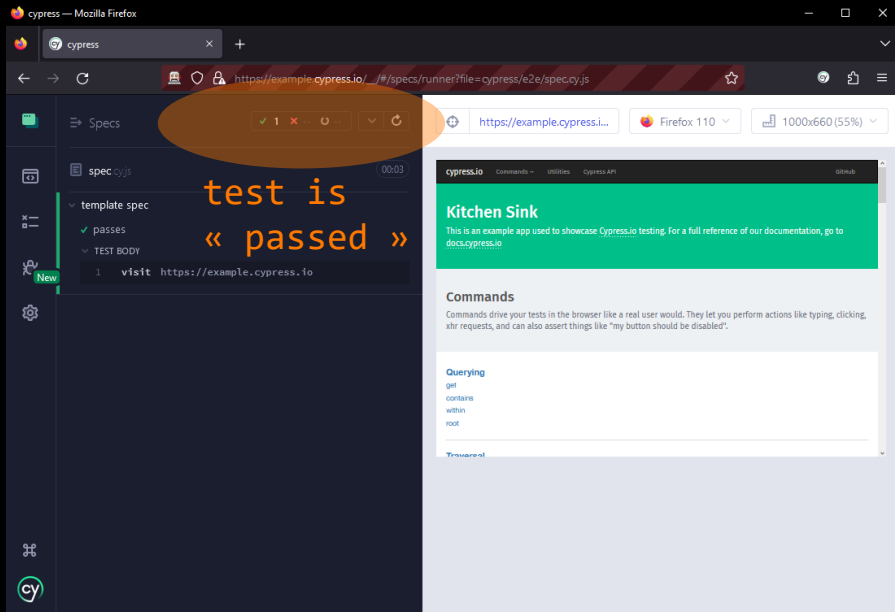 cypress — Mozilla Firefox
cypress
https://example.cypress.io/__/#/specs/runner?file=cypress/e2e/spec.cy.js
Specs
1 -- --
spec.cy.js 00:03
template spec
passes
TEST BODY
1 visit https://example.cypress.io
New
test is
« passed »
cy
https://example.cypress.i...
Firefox 110
1000x660 (55%)
cypress.io Commands Utilities Cypress API GitHub
Kitchen Sink
This is an example app used to showcase Cypress.io testing. For a full reference of our documentation, go to
docs.cypress.io
Commands
Commands drive your tests in the browser like a real user would. They let you perform actions like typing, clicking,
xhr requests, and can also assert things like "my button should be disabled".
Querying
get
contains
within
root
Traversal